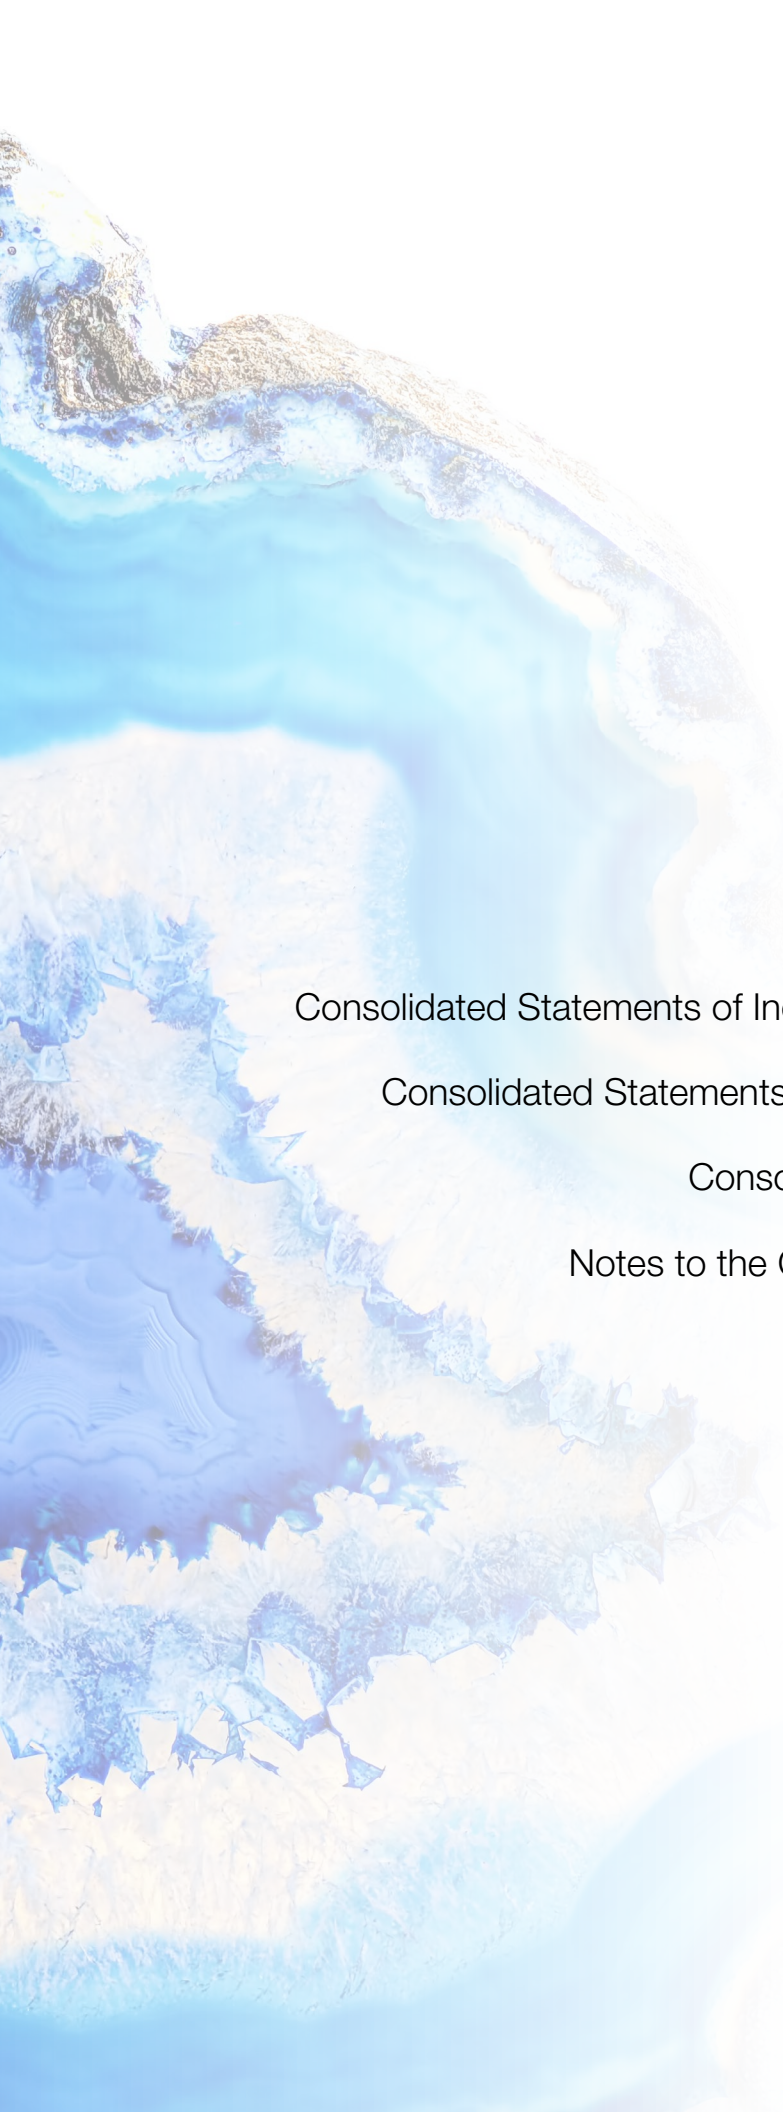 Consolidated Statements of In
Consolidated Statements
Conso
Notes to the